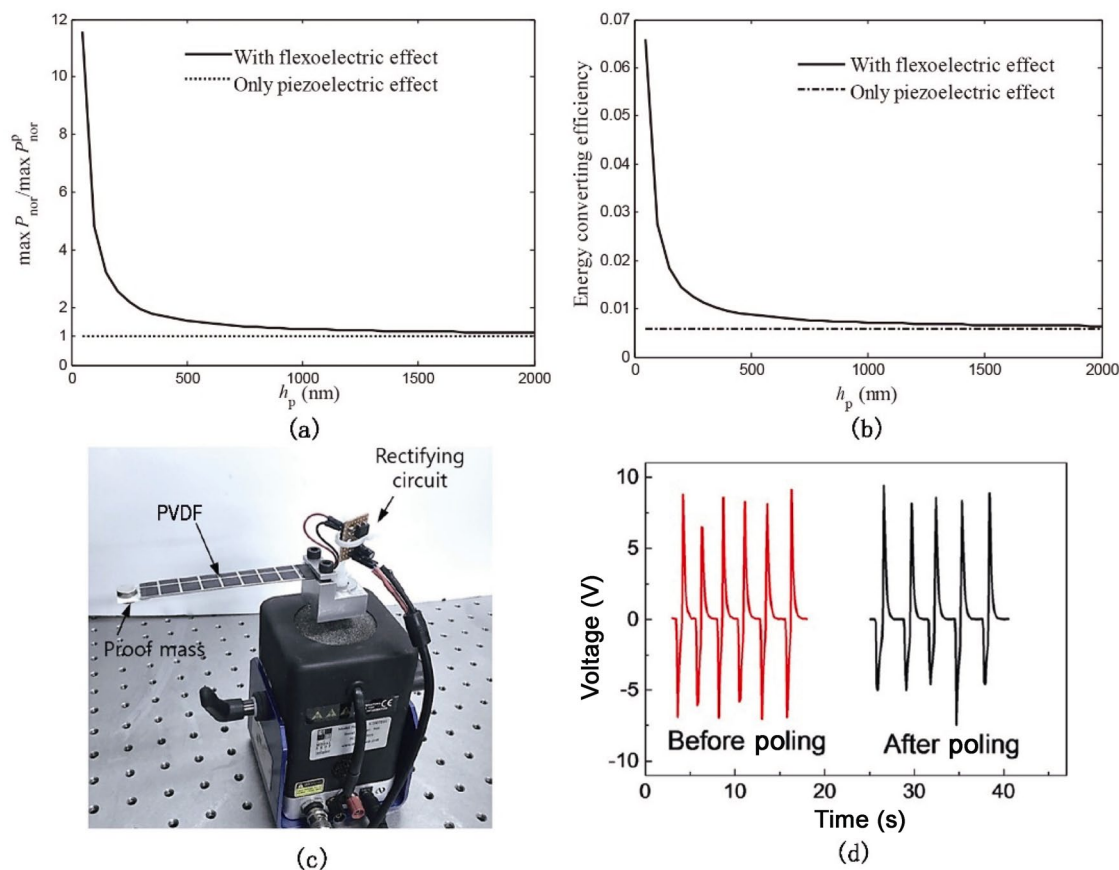 12
10
8
6
4
2
1
0
max P_nor/max P^p_nor
With flexoelectric effect
Only piezoelectric effect
0 500 1000 1500 2000
h_p (nm)
(a)
0.07
0.06
0.05
0.04
0.03
0.02
0.01
0
Energy converting efficiency
With flexoelectric effect
Only piezoelectric effect
0 500 1000 1500 2000
h_p (nm)
(b)
Rectifying
circuit
PVDF
Proof mass
(c)
10
5
0
-5
-10
Voltage (V)
Before poling
After poling
0 10 20 30 40
Time (s)
(d)